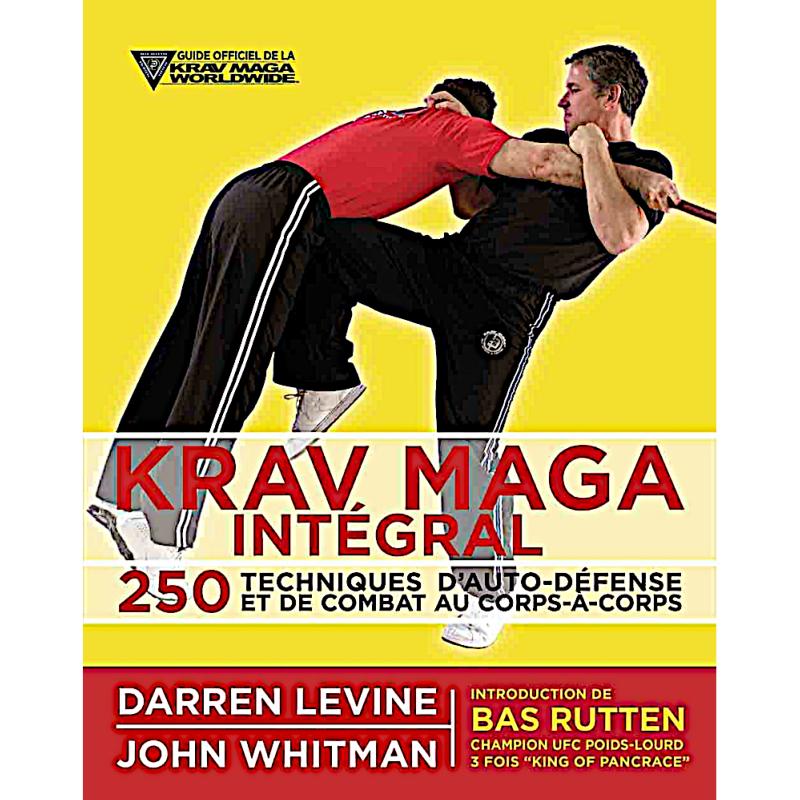 GUIDE OFFICIEL DE LA
KRAV MAGA
WORLDWIDE
KRAV MAGA
INTÉGRAL
250 TECHNIQUES D'AUTO-DÉFENSE
ET DE COMBAT AU CORPS-À-CORPS
DARREN LEVINE
JOHN WHITMAN
INTRODUCTION DE
BAS RUTTEN
CHAMPION UFC POIDS-LOURD
3 FOIS "KING OF PANCRACE"